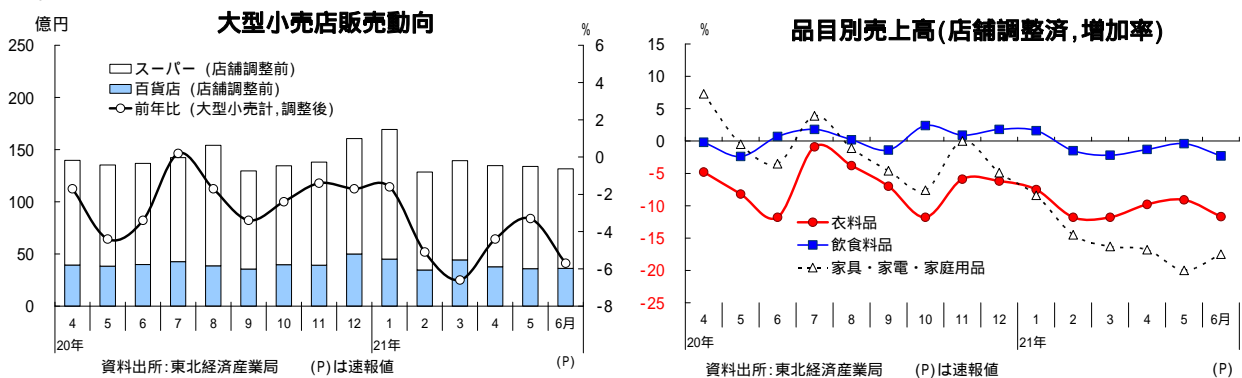 大型小売店販売動向
億円
%
250
200
150
100
50
0
6
4
2
0
-2
-4
-6
-8
スーパー (店舗調整前)
百貨店 (店舗調整前)
前年比 (大型小売計,調整後)
4 5 6 7 8 9 10 11 12 1 2 3 4 5 6月
20年 21年
資料出所:東北経済産業局 (P)は速報値 (P)
品目別売上高(店舗調整済,増加率)
%
15
10
5
0
-5
-10
-15
-20
-25
衣料品
飲食料品
家具・家電・家庭用品
4 5 6 7 8 9 10 11 12 1 2 3 4 5 6月
20年 21年
資料出所:東北経済産業局 (P)は速報値 (P)